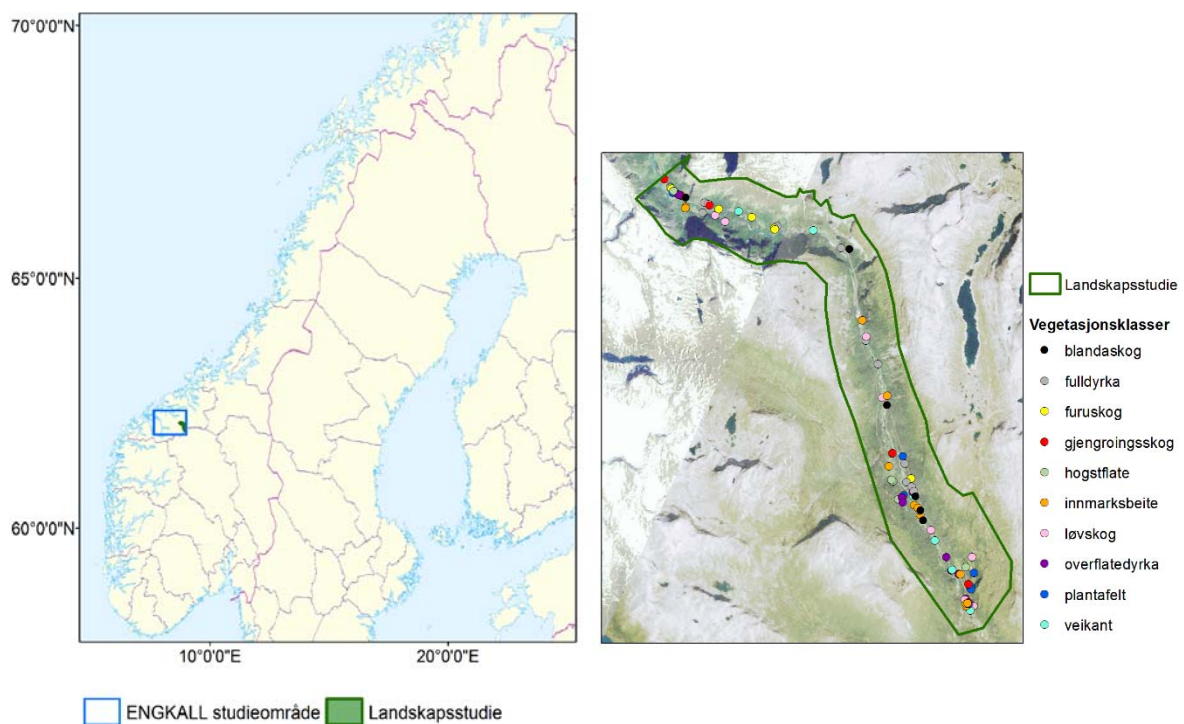 70°0'0"N
65°0'0"N
60°0'0"N
10°0'0"E
20°0'0"E
ENGKALL studieområde
Landskapsstudie
Landskapsstudie
Vegetasjonsklasser
blandaskog
fulldyrka
furuskog
gjengroingsskog
hogstflate
innmarksbeite
løvskog
overflatedyrka
plantafelt
veikant